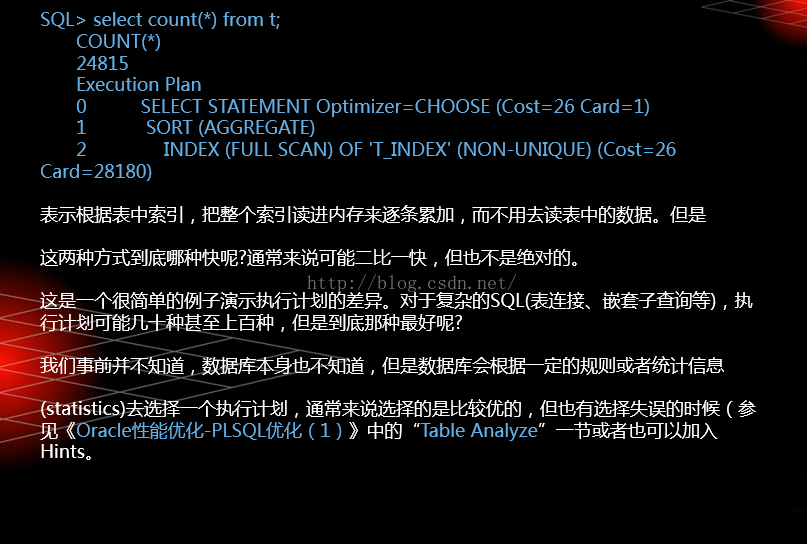 SQL> select count(*) from t;
COUNT(*)
24815
Execution Plan
0 SELECT STATEMENT Optimizer=CHOOSE (Cost=26 Card=1)
1 SORT (AGGREGATE)
2 INDEX (FULL SCAN) OF 'T_INDEX' (NON-UNIQUE) (Cost=26
Card=28180)
表示根据表中索引，把整个索引读进内存来逐条累加，而不用去读表中的数据。但是
这两种方式到底哪种快呢?通常来说可能二比一快，但也不是绝对的。
http://blog.csdn.net/
这是一个很简单的例子演示执行计划的差异。对于复杂的SQL(表连接、嵌套子查询等)，执
行计划可能几十种甚至上百种，但是到底那种最好呢?
我们事前并不知道，数据库本身也不知道，但是数据库会根据一定的规则或者统计信息
(statistics)去选择一个执行计划，通常来说选择的是比较优的，但也有选择失误的时候（参
见《Oracle性能优化-PLSQL优化（1）》中的“Table Analyze”一节或者也可以加入
Hints。